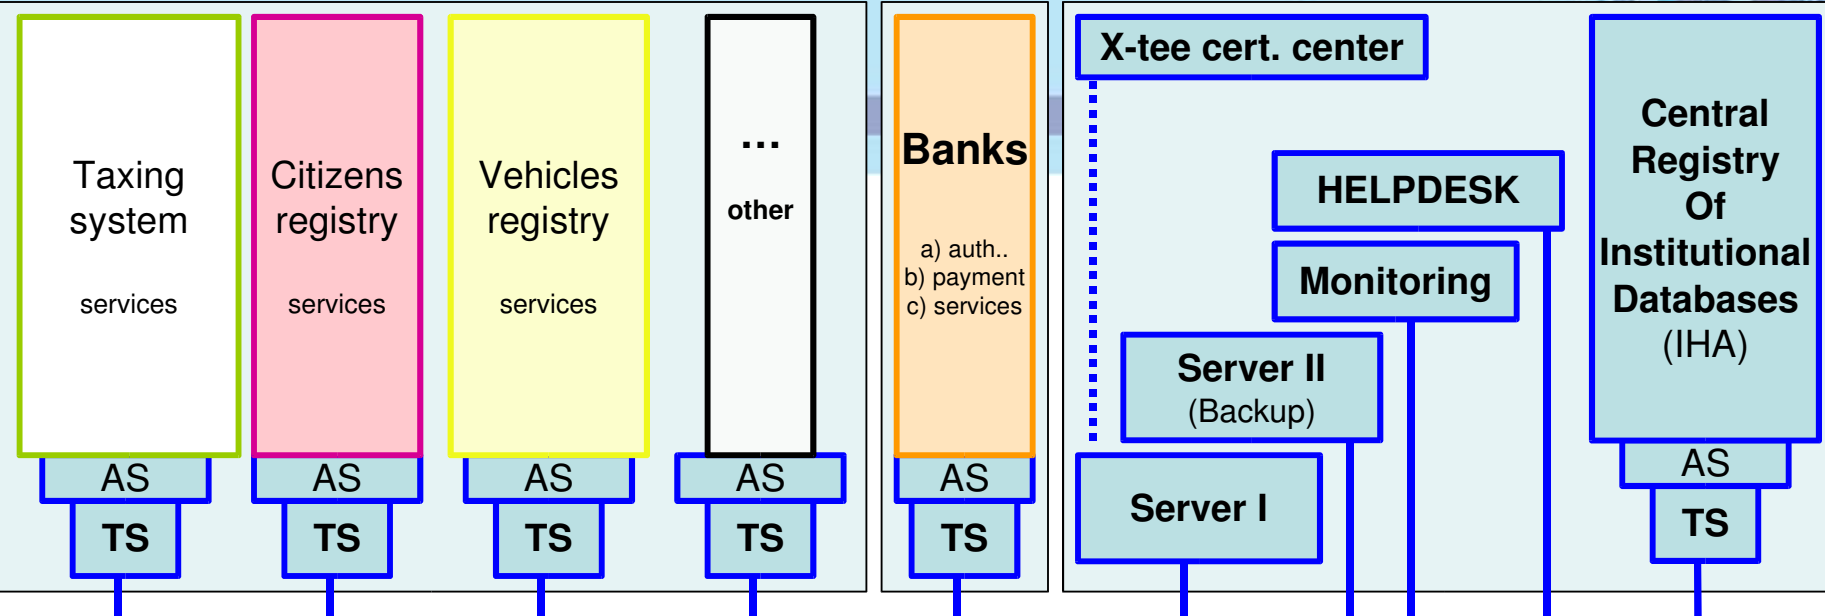 Taxing
system
services
AS
TS
Citizens
registry
services
AS
TS
Vehicles
registry
services
AS
TS
...
other
AS
TS
Banks
a) auth..
b) payment
c) services
AS
TS
X-tee cert. center
HELPDESK
Monitoring
Server II
(Backup)
Server I
Central
Registry
Of
Institutional
Databases
(IHA)
AS
TS